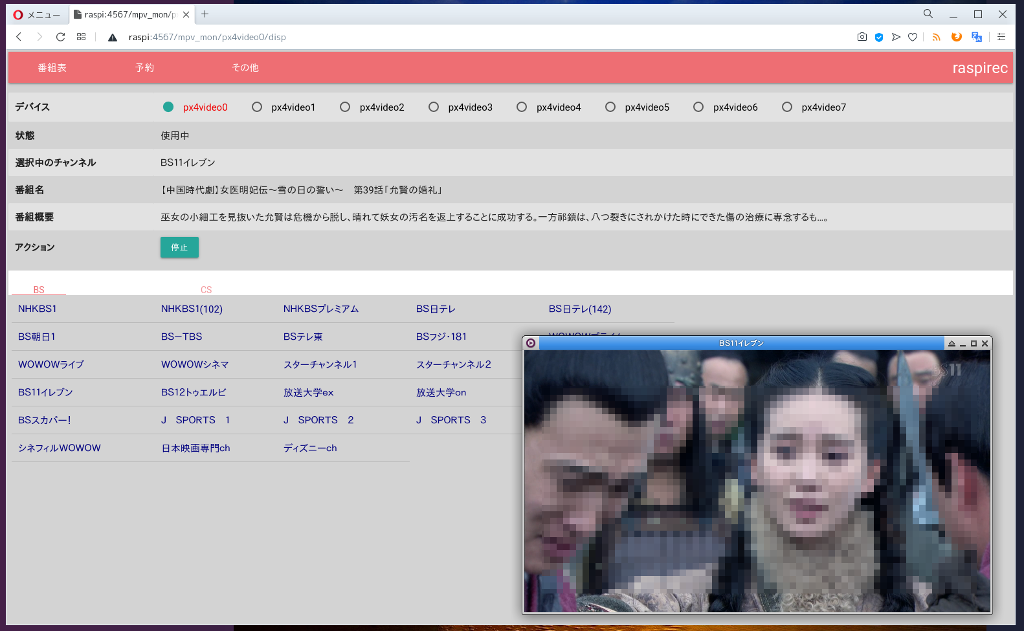 メニュー raspi:4567/mpv_mon/p
raspi:4567/mpv_mon/px4video0/disp
番組表 予約 その他 raspirec
デバイス px4video0 px4video1 px4video2 px4video3 px4video4 px4video5 px4video6 px4video7
状態 使用中
選択中のチャンネル BS11イレブン
番組名 【中国時代劇】女医明妃伝～雪の日の誓い～ 第39話「允賢の婚礼」
番組概要 巫女の小細工を見抜いた允賢は危機から脱し、晴れて妖女の汚名を返上することに成功する。一方祁鎮は、八つ裂きにされかけた時にできた傷の治療に専念するも…。
アクション 停止
BS CS
NHKBS1 NHKBS1(102) NHKBSプレミアム BS日テレ BS日テレ(142)
BS朝日1 BS－TBS BSテレ東 BSフジ・181
WOWOWライブ WOWOWシネマ スターチャンネル1 スターチャンネル2
BS11イレブン BS12トゥエルビ 放送大学ex 放送大学on
BSスカパー! J SPORTS 1 J SPORTS 2 J SPORTS 3
シネフィルWOWOW 日本映画専門ch ディズニーch
BS11イレブン
11